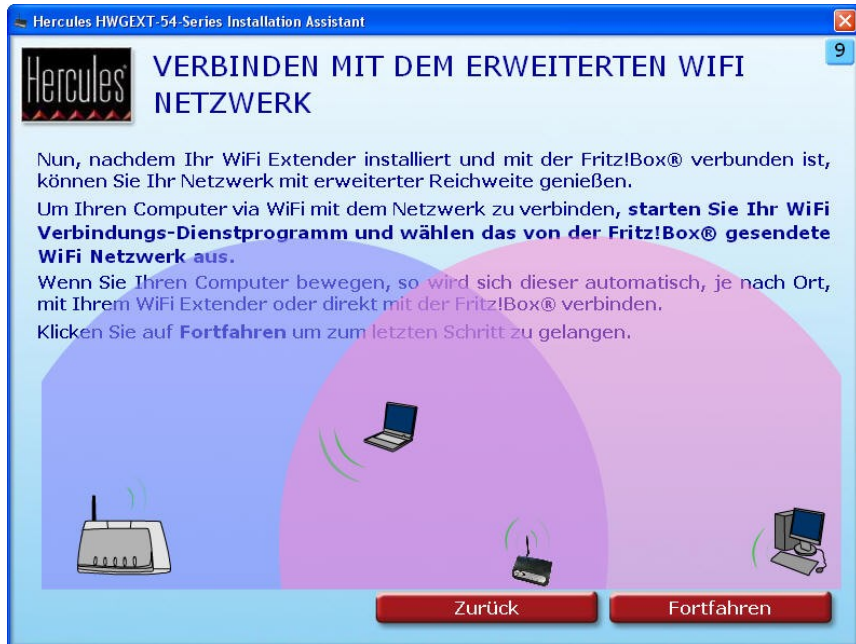 Hercules HWGEXT-54-Series Installation Assistant
9
Hercules®
VERBINDEN MIT DEM ERWEITERTEN WIFI
NETZWERK
Nun, nachdem Ihr WiFi Extender installiert und mit der Fritz!Box® verbunden ist,
können Sie Ihr Netzwerk mit erweiterter Reichweite genießen.
Um Ihren Computer via WiFi mit dem Netzwerk zu verbinden, starten Sie Ihr WiFi
Verbindungs-Dienstprogramm und wählen das von der Fritz!Box® gesendete
WiFi Netzwerk aus.
Wenn Sie Ihren Computer bewegen, so wird sich dieser automatisch, je nach Ort,
mit Ihrem WiFi Extender oder direkt mit der Fritz!Box® verbinden.
Klicken Sie auf Fortfahren um zum letzten Schritt zu gelangen.
Zurück
Fortfahren